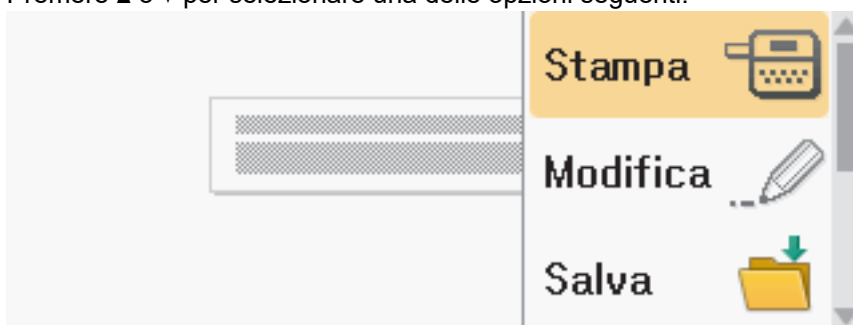 Premere ▲ o ▼ per selezionare una delle opzioni seguenti:
Stampa
Modifica
Salva